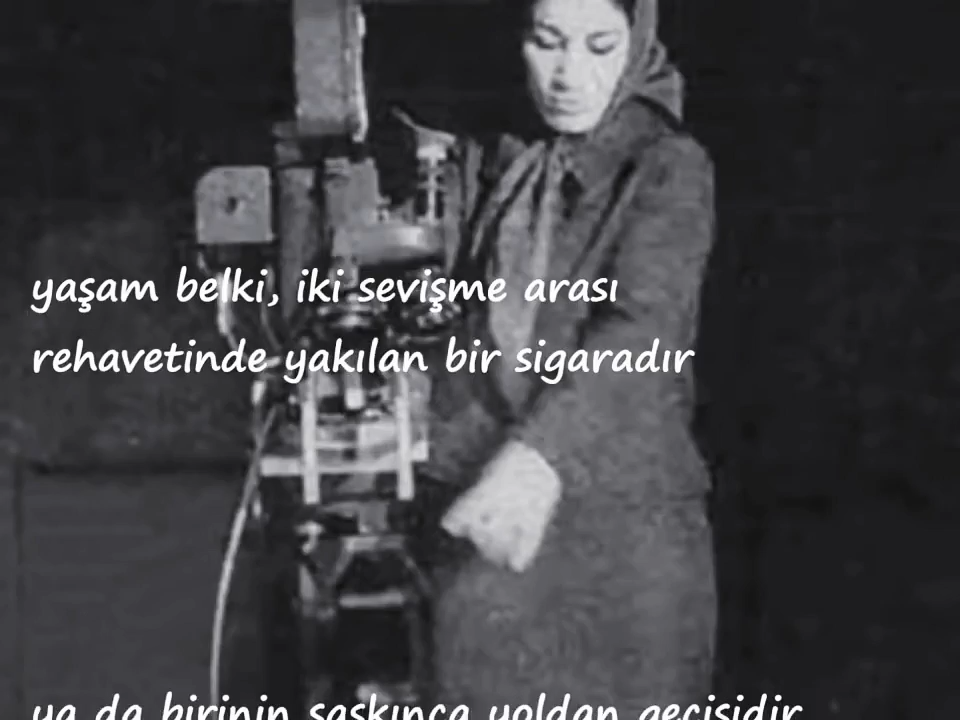 yaşam belki, iki sevişme arası
rehavetinde yakılan bir sigaradır
ya da birinin şaşkınca yoldan geçişidir